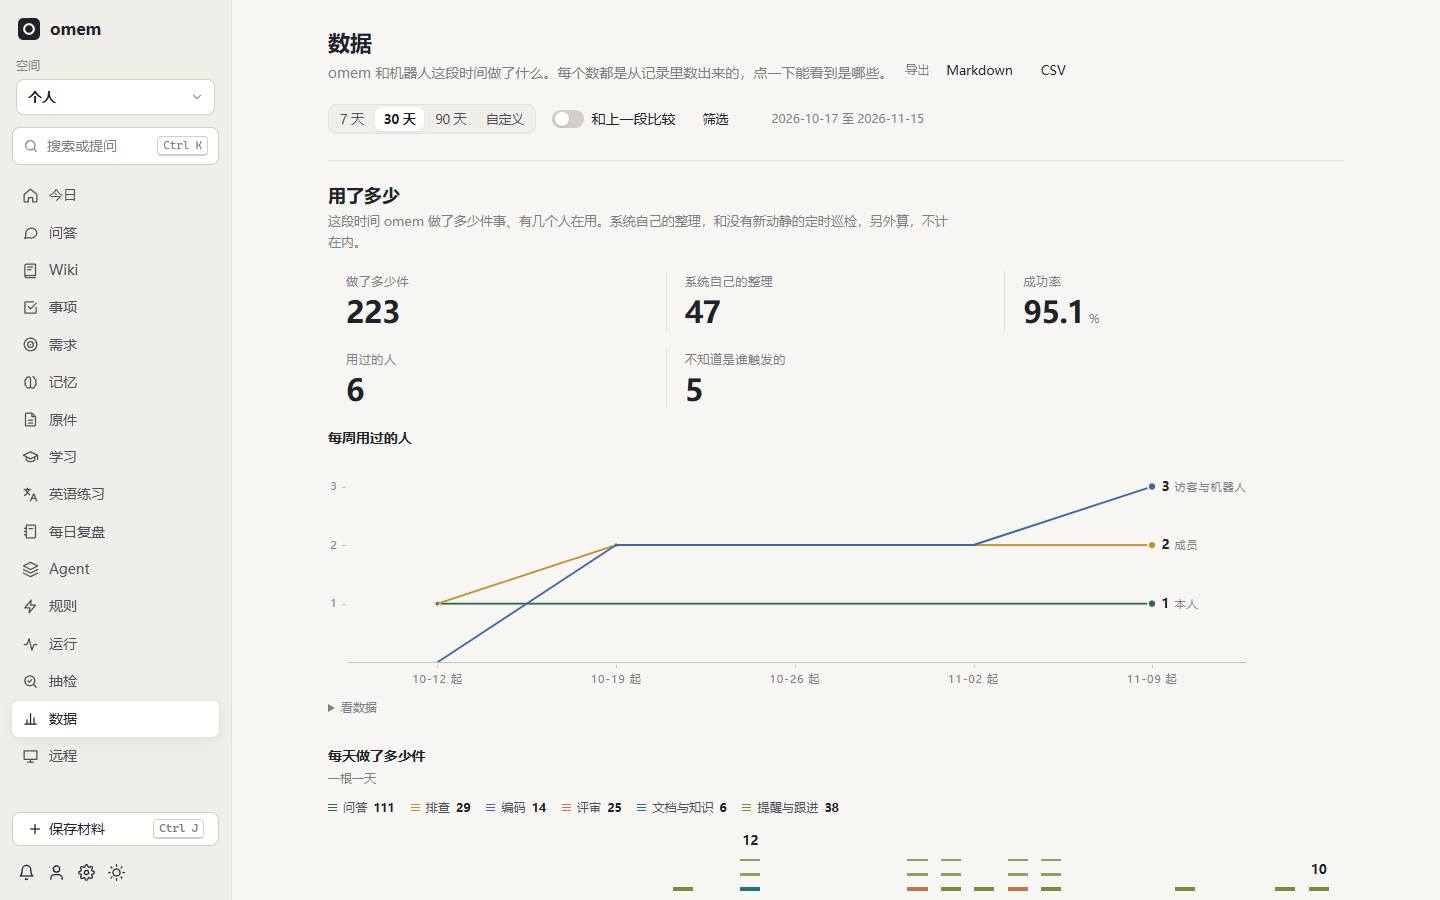 omem
空间
个人
搜索或提问 Ctrl K
今日
问答
Wiki
事项
需求
记忆
原件
学习
英语练习
每日复盘
Agent
规则
运行
抽检
数据
远程
保存材料 Ctrl J
数据
omem 和机器人这段时间做了什么。每个数都是从记录里数出来的，点一下能看到是哪些。 导出 Markdown CSV
7 天 30 天 90 天 自定义 和上一段比较 筛选 2026-10-17 至 2026-11-15
用了多少
这段时间 omem 做了多少件事、有几个人在用。系统自己的整理，和没有新动静的定时巡检，另外算，不计
在内。
做了多少件 系统自己的整理 成功率
223 47 95.1 %
用过的人 不知道是谁触发的
6 5
每周用过的人
3 3 访客与机器人
2 2 成员
1 1 本人
10-12 起 10-19 起 10-26 起 11-02 起 11-09 起
看数据
每天做了多少件
一根一天
问答 111 排查 29 编码 14 评审 25 文档与知识 6 提醒与跟进 38
12
10